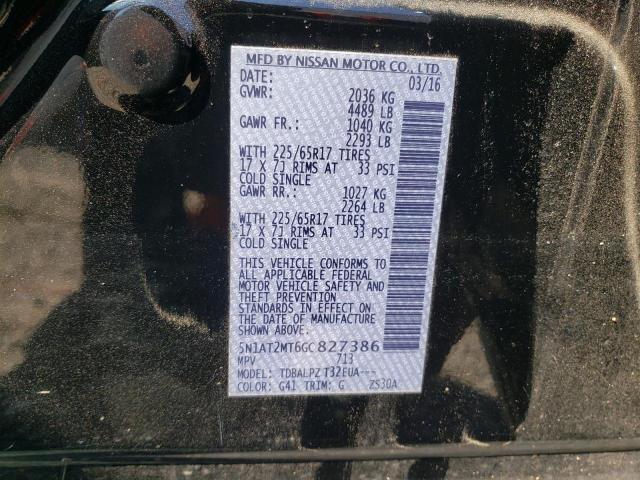 MFD BY NISSAN MOTOR CO., LTD.
DATE: 03/16
GVWR: 2036 KG
4489 LB
GAWR FR.: 1040 KG
2293 LB
WITH 225/65R17 TIRES
17 X 7J RIMS AT 33 PSI
COLD SINGLE
GAWR RR.: 1027 KG
2264 LB
WITH 225/65R17 TIRES
17 X 7J RIMS AT 33 PSI
COLD SINGLE
THIS VEHICLE CONFORMS TO
ALL APPLICABLE FEDERAL
MOTOR VEHICLE SAFETY AND
THEFT PREVENTION
STANDARDS IN EFFECT ON
THE DATE OF MANUFACTURE
SHOWN ABOVE.
5N1AT2MT6GC827386
MPV 713
MODEL: TDBALPZ T32EUA---
COLOR: G41 TRIM: G ZS30A